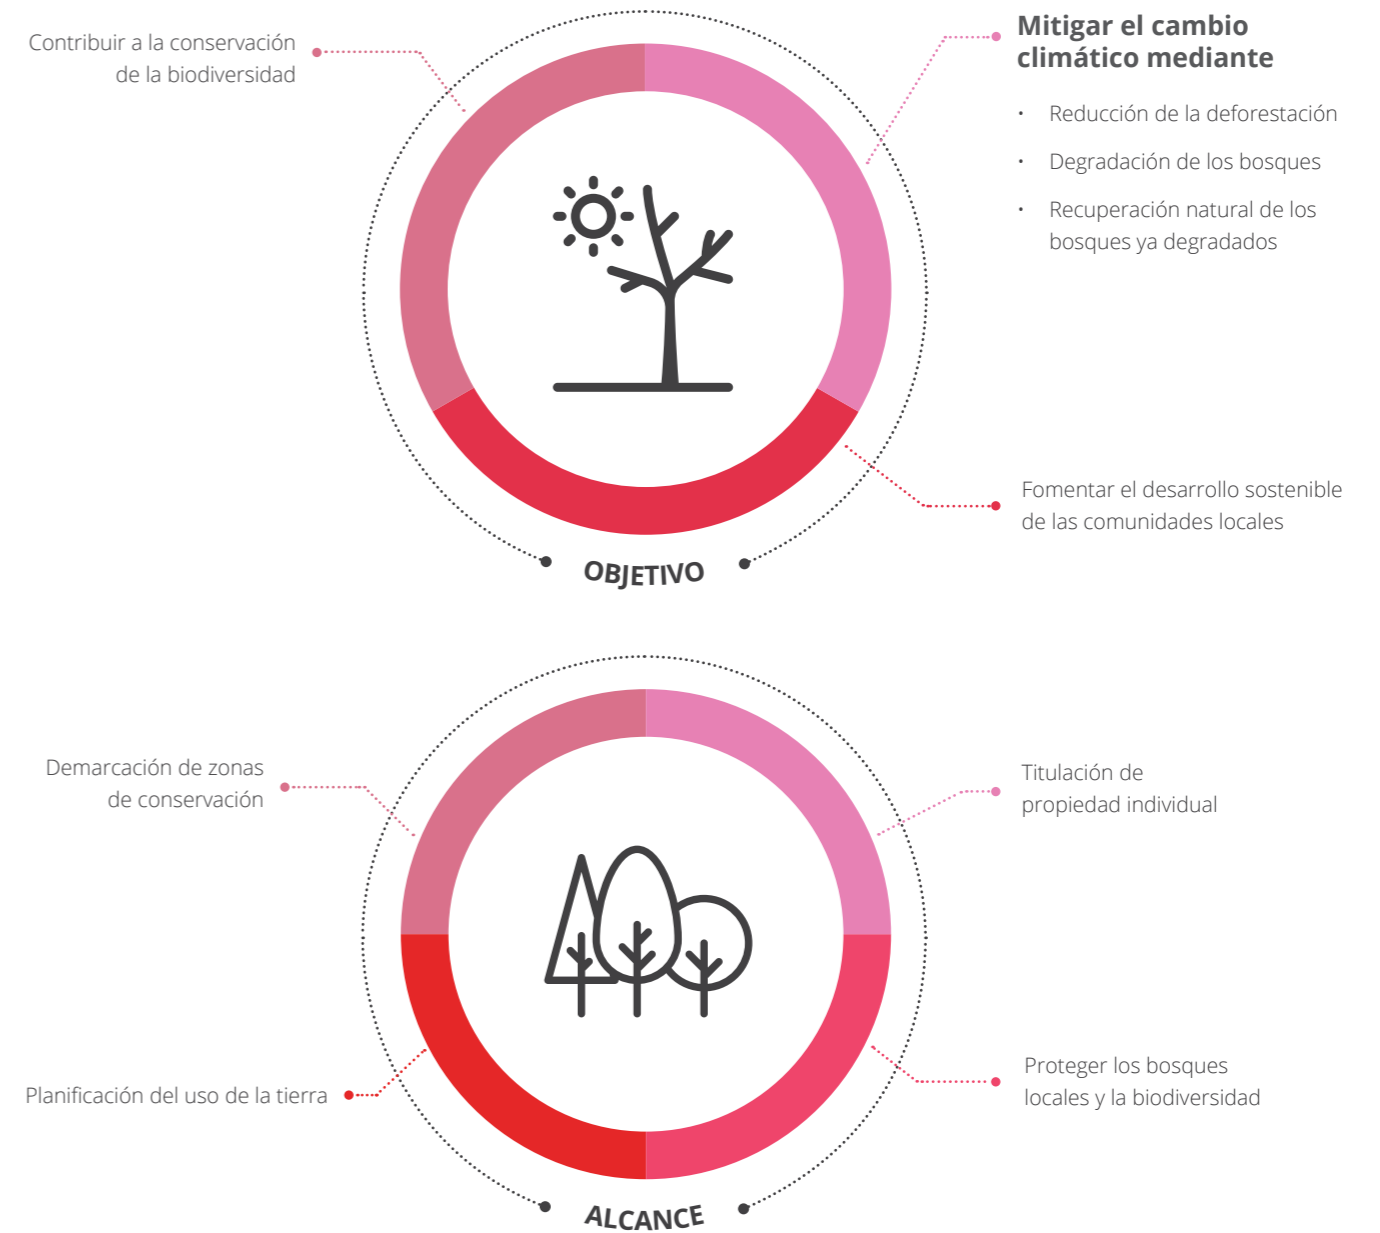 Contribuir a la conservación
de la biodiversidad
Mitigar el cambio
climático mediante
· Reducción de la deforestación
· Degradación de los bosques
· Recuperación natural de los
bosques ya degradados
Fomentar el desarrollo sostenible
de las comunidades locales
OBJETIVO
Demarcación de zonas
de conservación
Titulación de
propiedad individual
Planificación del uso de la tierra
Proteger los bosques
locales y la biodiversidad
ALCANCE